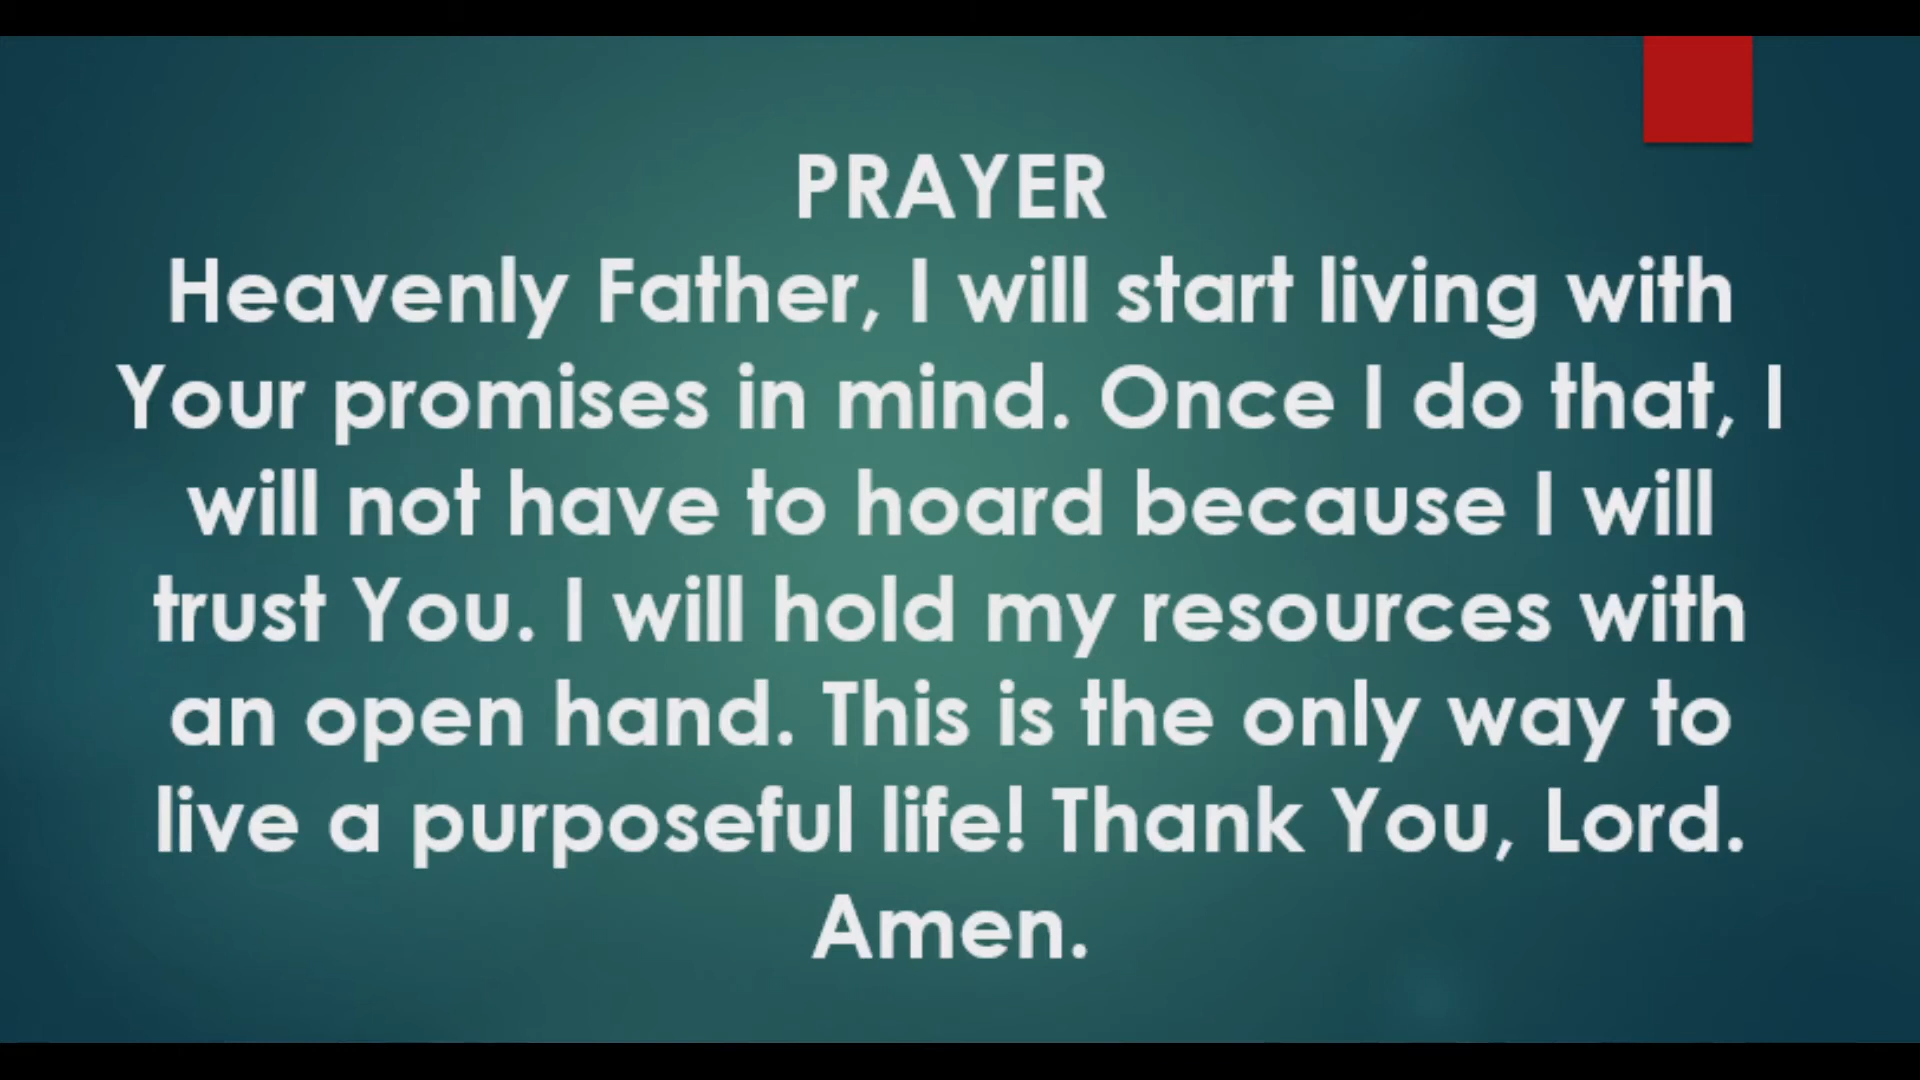 PRAYER
Heavenly Father, I will start living with
Your promises in mind. Once I do that, I
will not have to hoard because I will
trust You. I will hold my resources with
an open hand. This is the only way to
live a purposeful life! Thank You, Lord.
Amen.